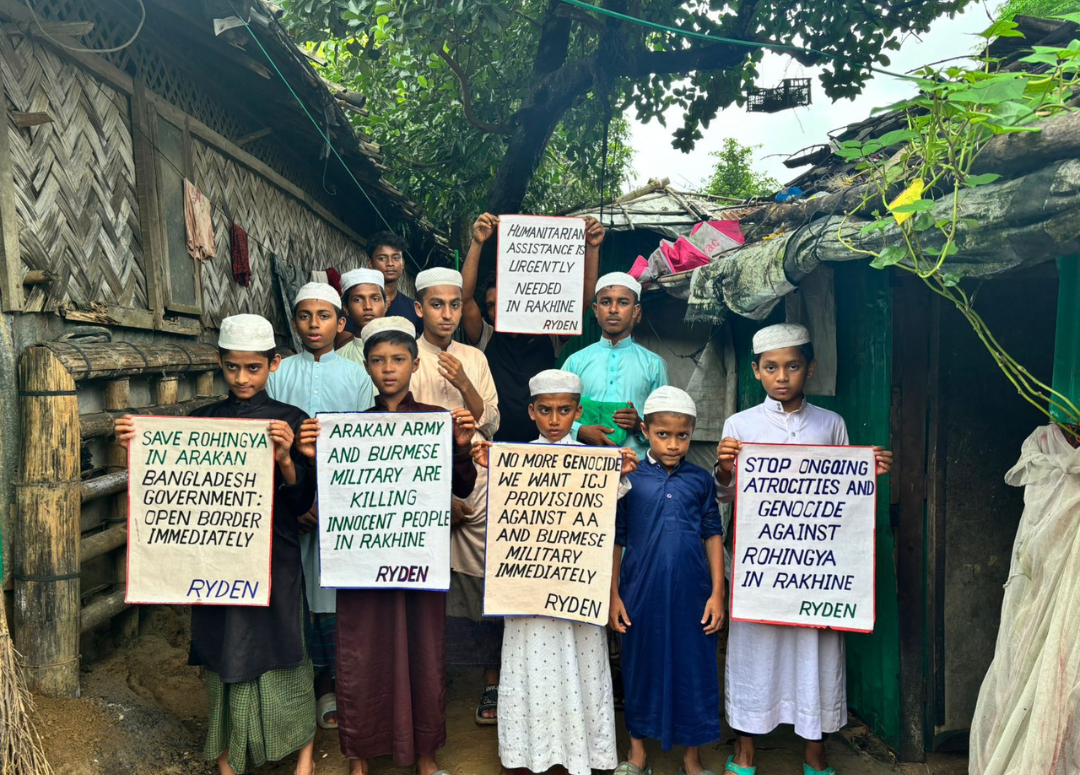 HUMANITARIAN
ASSISTANCE IS
URGENTLY
NEEDED
IN RAKHINE
RYDEN
SAVE ROHINGYA
IN ARAKAN
BANGLADESH
GOVERNMENT:
OPEN BORDER
IMMEDIATELY
RYDEN
ARAKAN ARMY
AND BURMESE
MILITARY ARE
KILLING
INNOCENT PEOPLE
IN RAKHINE
RYDEN
NO MORE GENOCIDE
WE WANT ICJ
PROVISIONS
AGAINST AA
AND BURMESE
MILITARY
IMMEDIATELY
RYDEN
STOP ONGOING
ATROCITIES AND
GENOCIDE
AGAINST
ROHINGYA
IN RAKHINE
RYDEN